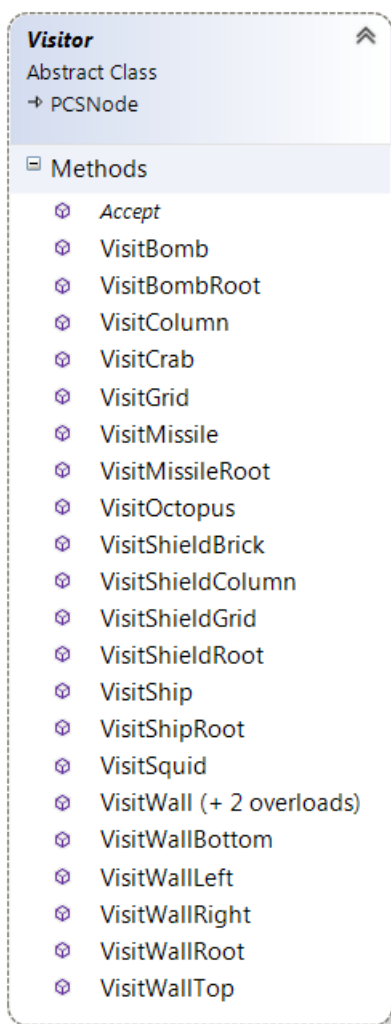 Visitor
Abstract Class
PCSNode
Methods
Accept
VisitBomb
VisitBombRoot
VisitColumn
VisitCrab
VisitGrid
VisitMissile
VisitMissileRoot
VisitOctopus
VisitShieldBrick
VisitShieldColumn
VisitShieldGrid
VisitShieldRoot
VisitShip
VisitShipRoot
VisitSquid
VisitWall (+ 2 overloads)
VisitWallBottom
VisitWallLeft
VisitWallRight
VisitWallRoot
VisitWallTop